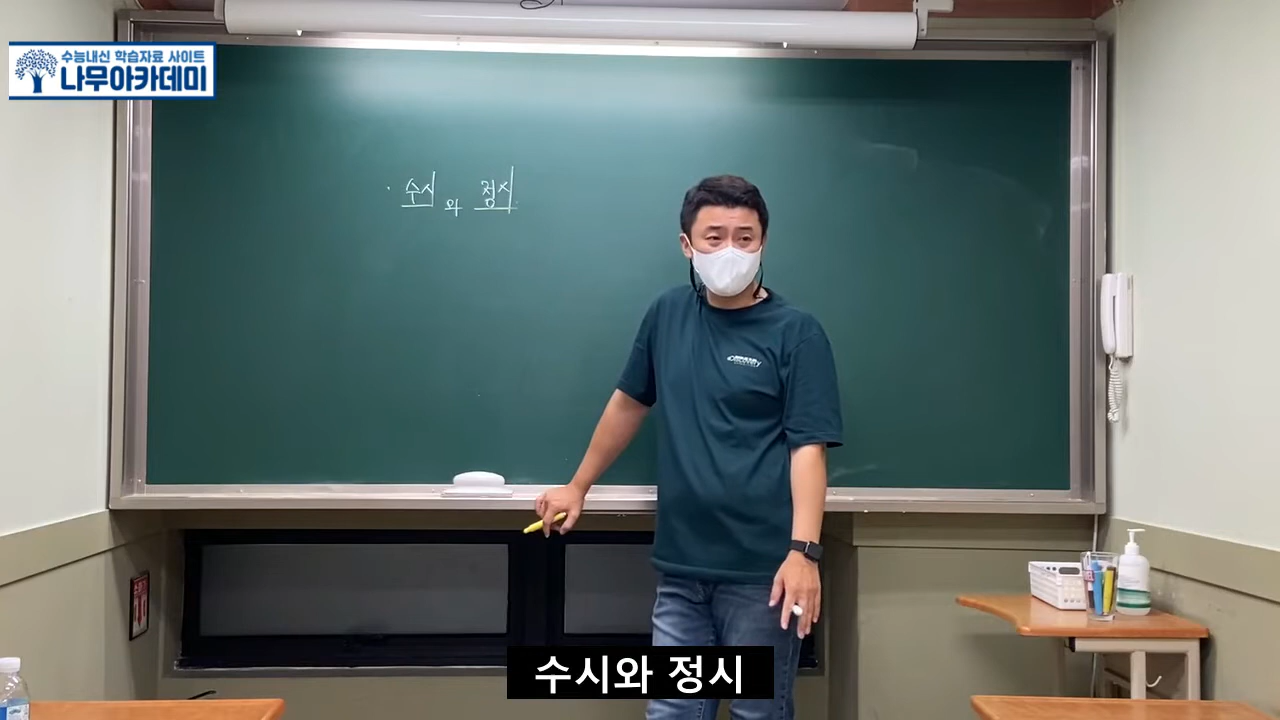 수능내신 학습자료 사이트
나무아카데미
· 수시 와 정시
수시와 정시